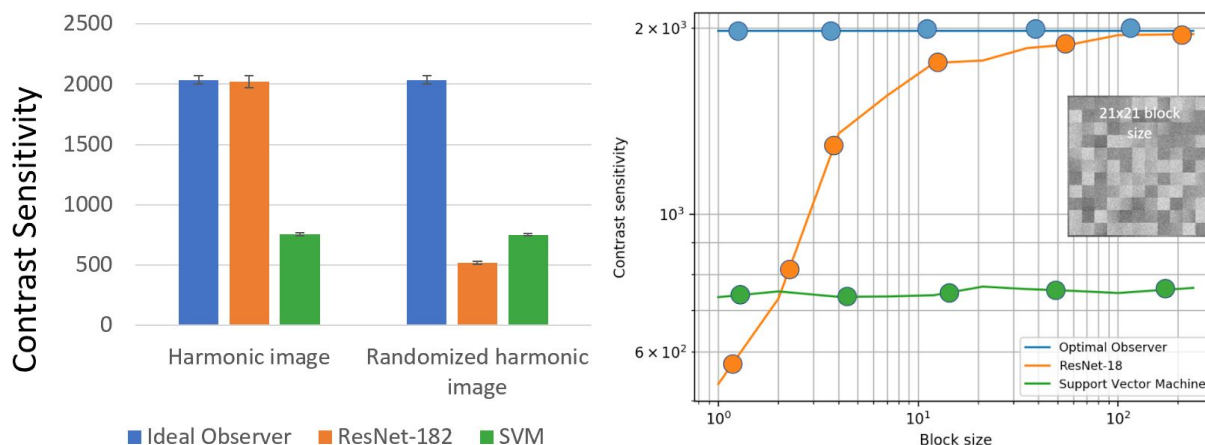 Contrast Sensitivity
2500
2000
1500
1000
500
0
Harmonic image
Randomized harmonic
image
Ideal Observer ResNet-182 SVM
Contrast sensitivity
2 × 10³
10³
6 × 10²
21x21 block
size
Optimal Observer
ResNet-18
Support Vector Machine
10⁰ 10¹ 10²
Block size